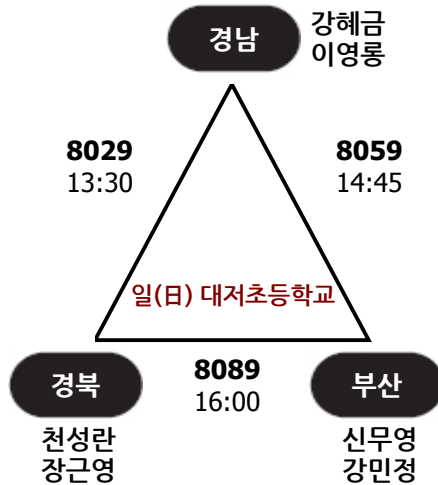 경남
강혜금
이영롱
8029
13:30
8059
14:45
일(日) 대저초등학교
경북
8089
16:00
부산
천성란
장근영
신무영
강민정